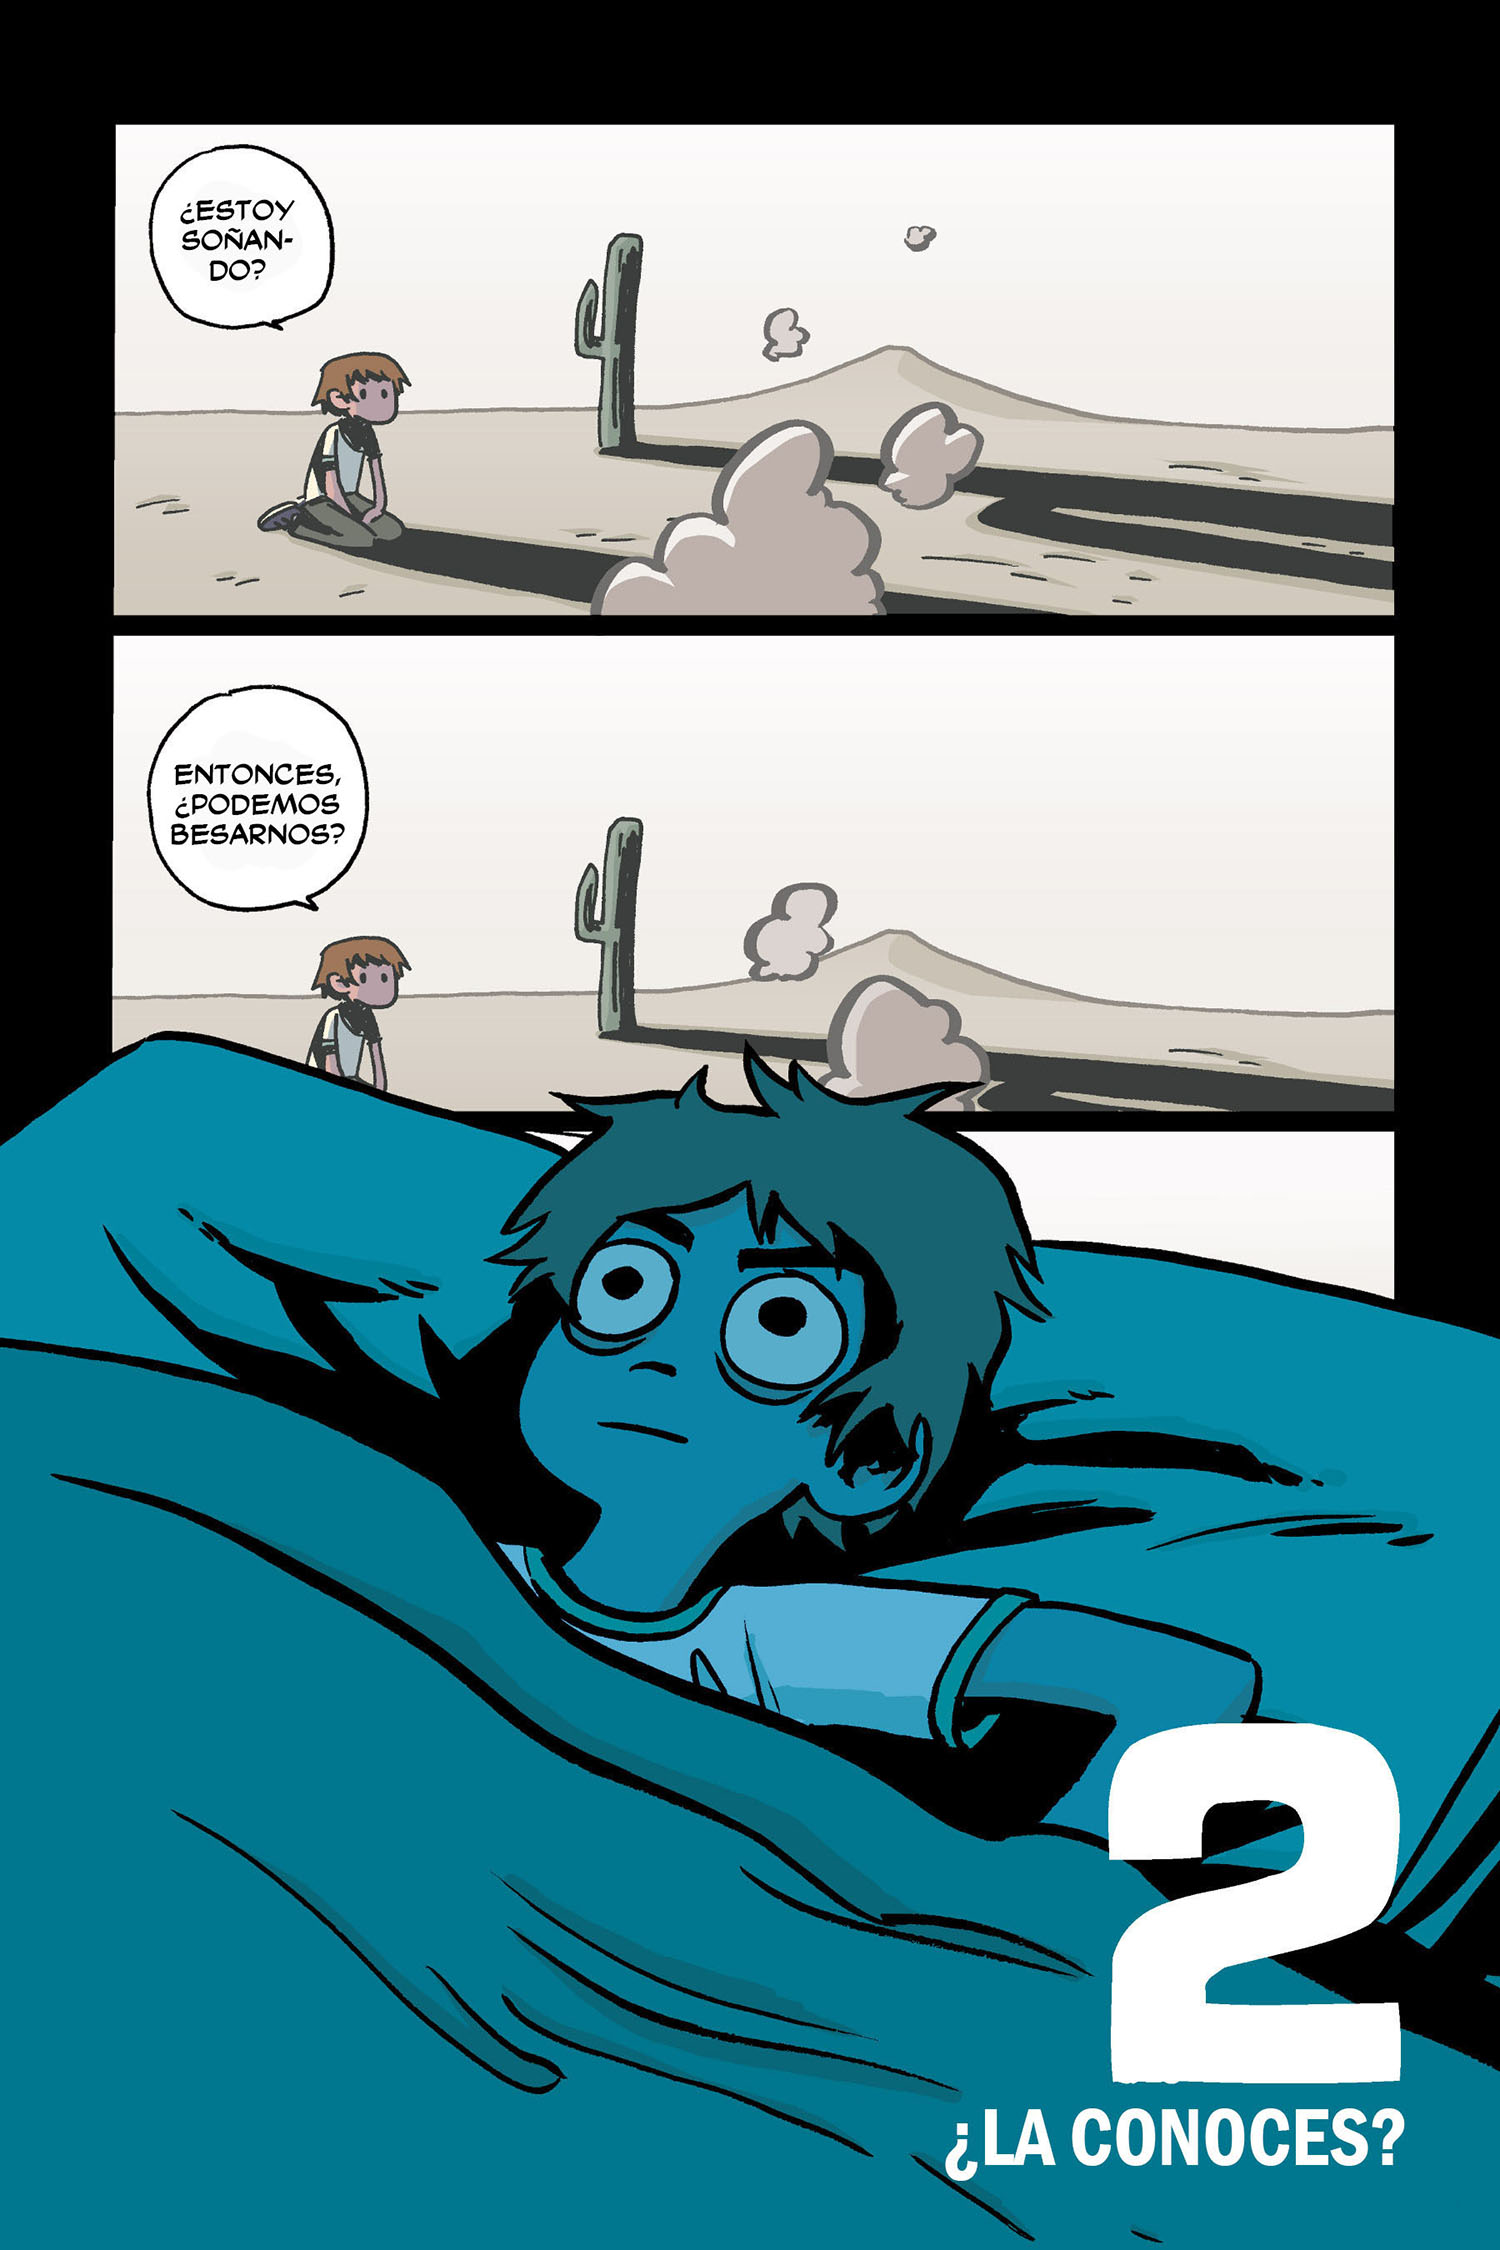 ¿ESTOY
SOÑAN-
DO?
ENTONCES,
¿PODEMOS
BESARNOS?
2
¿LA CONOCES?